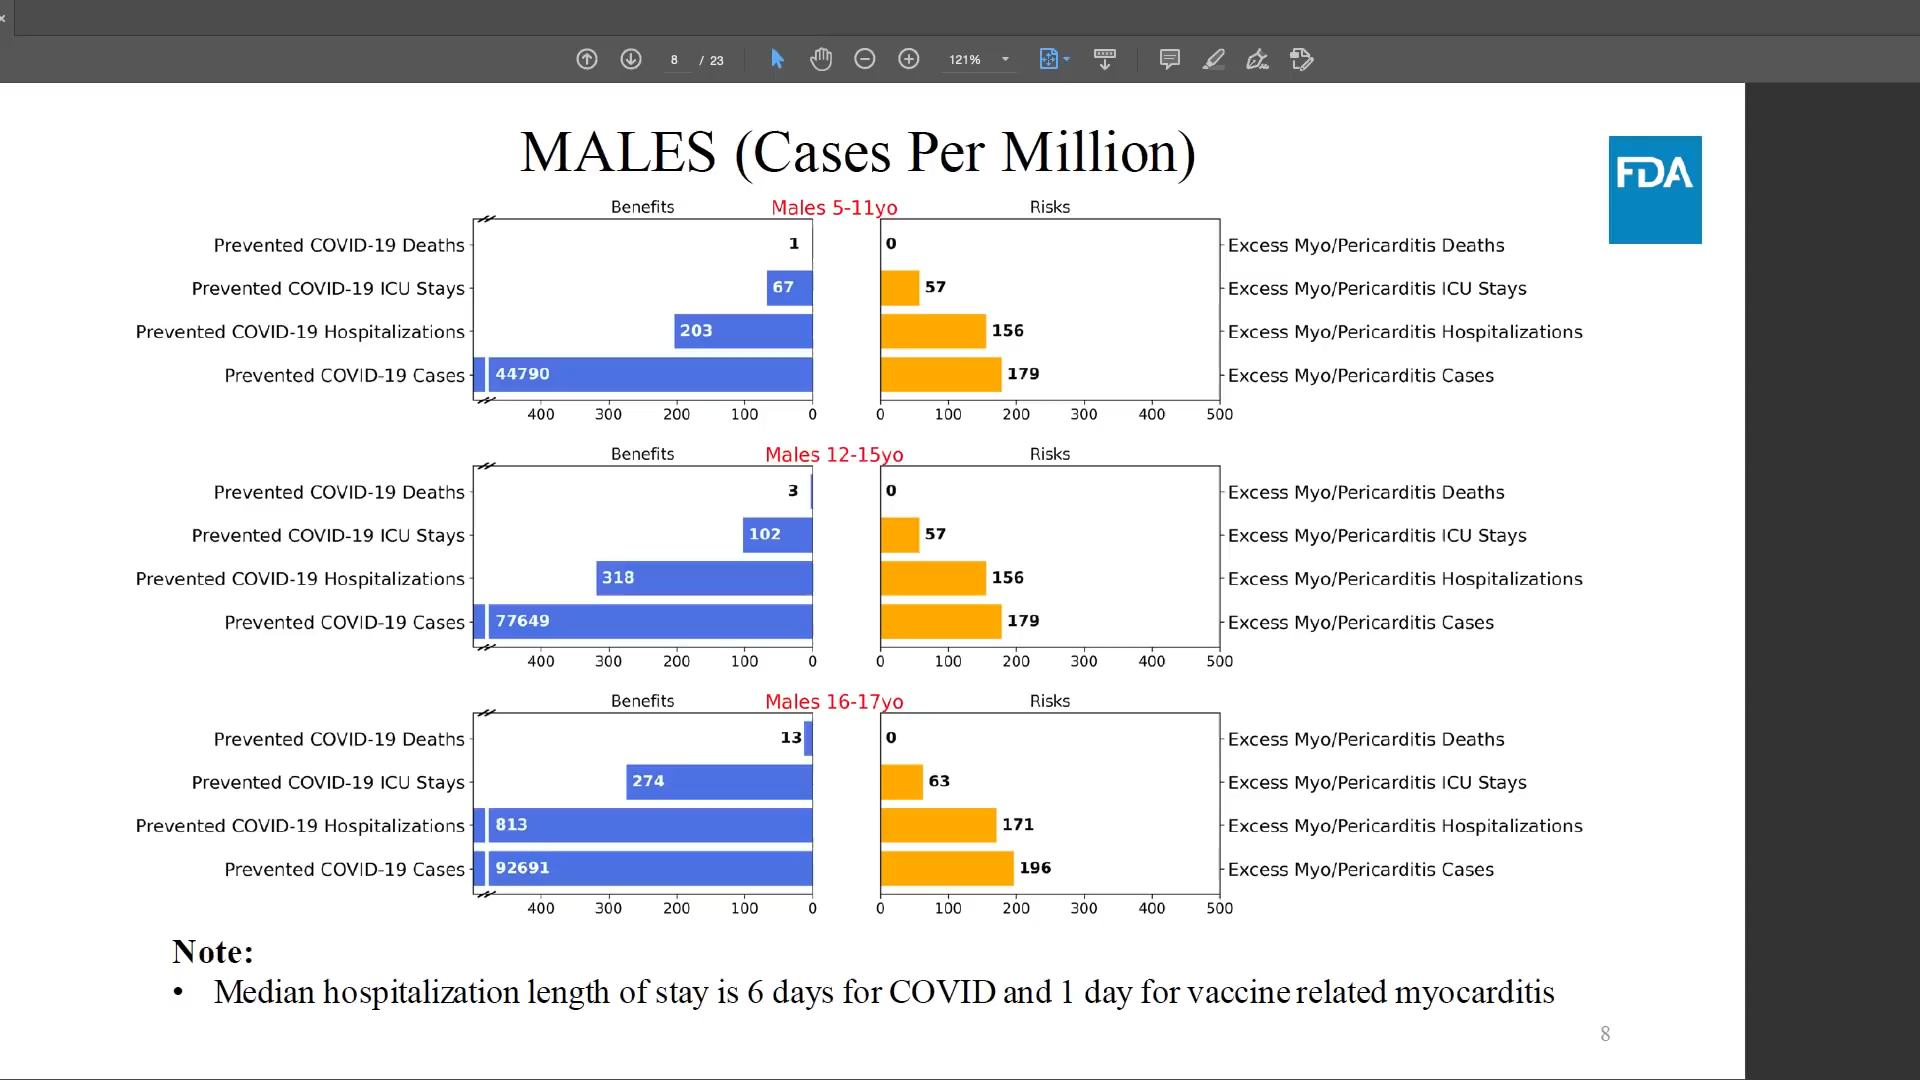 8 / 23 121%
MALES (Cases Per Million)
FDA
Benefits Males 5-11yo Risks
Prevented COVID-19 Deaths 1 0 Excess Myo/Pericarditis Deaths
Prevented COVID-19 ICU Stays 67 57 Excess Myo/Pericarditis ICU Stays
Prevented COVID-19 Hospitalizations 203 156 Excess Myo/Pericarditis Hospitalizations
Prevented COVID-19 Cases 44790 179 Excess Myo/Pericarditis Cases
400 300 200 100 0 0 100 200 300 400 500
Benefits Males 12-15yo Risks
Prevented COVID-19 Deaths 3 0 Excess Myo/Pericarditis Deaths
Prevented COVID-19 ICU Stays 102 57 Excess Myo/Pericarditis ICU Stays
Prevented COVID-19 Hospitalizations 318 156 Excess Myo/Pericarditis Hospitalizations
Prevented COVID-19 Cases 77649 179 Excess Myo/Pericarditis Cases
400 300 200 100 0 0 100 200 300 400 500
Benefits Males 16-17yo Risks
Prevented COVID-19 Deaths 13 0 Excess Myo/Pericarditis Deaths
Prevented COVID-19 ICU Stays 274 63 Excess Myo/Pericarditis ICU Stays
Prevented COVID-19 Hospitalizations 813 171 Excess Myo/Pericarditis Hospitalizations
Prevented COVID-19 Cases 92691 196 Excess Myo/Pericarditis Cases
400 300 200 100 0 0 100 200 300 400 500
Note:
• Median hospitalization length of stay is 6 days for COVID and 1 day for vaccine related myocarditis
8